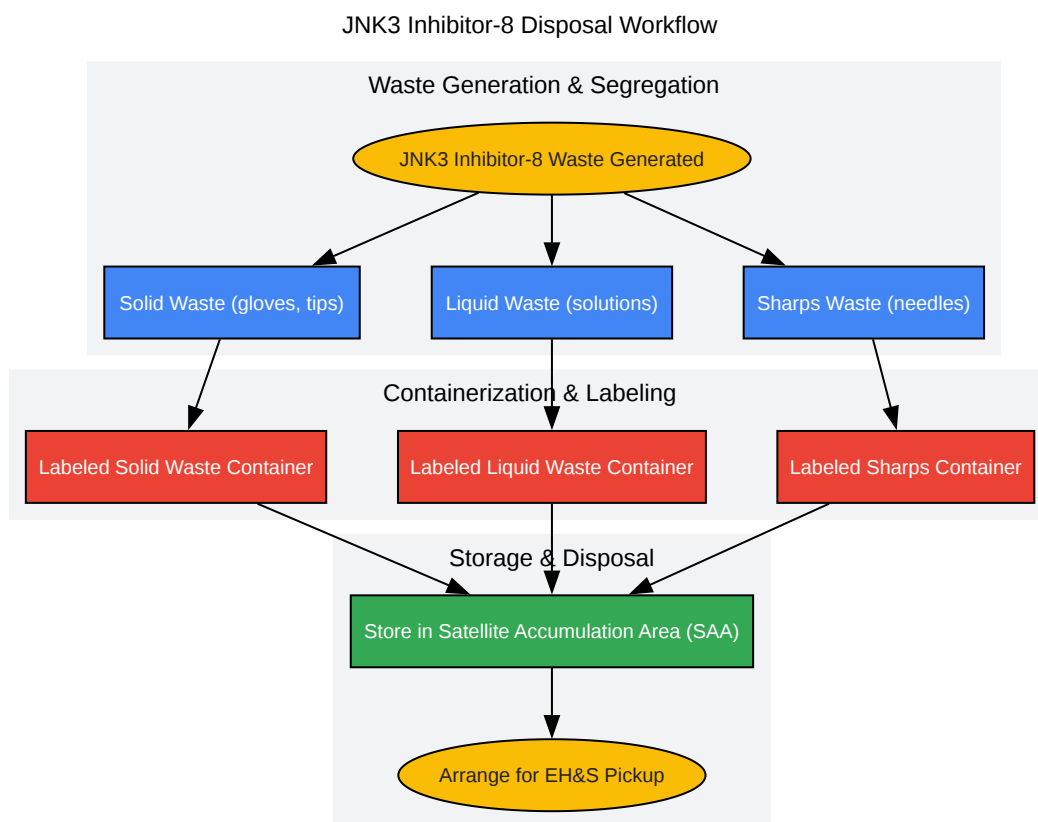 JNK3 Inhibitor-8 Disposal Workflow
Waste Generation & Segregation
JNK3 Inhibitor-8 Waste Generated
Solid Waste (gloves, tips)
Liquid Waste (solutions)
Sharps Waste (needles)
Containerization & Labeling
Labeled Solid Waste Container
Labeled Liquid Waste Container
Labeled Sharps Container
Storage & Disposal
Store in Satellite Accumulation Area (SAA)
Arrange for EH&S Pickup